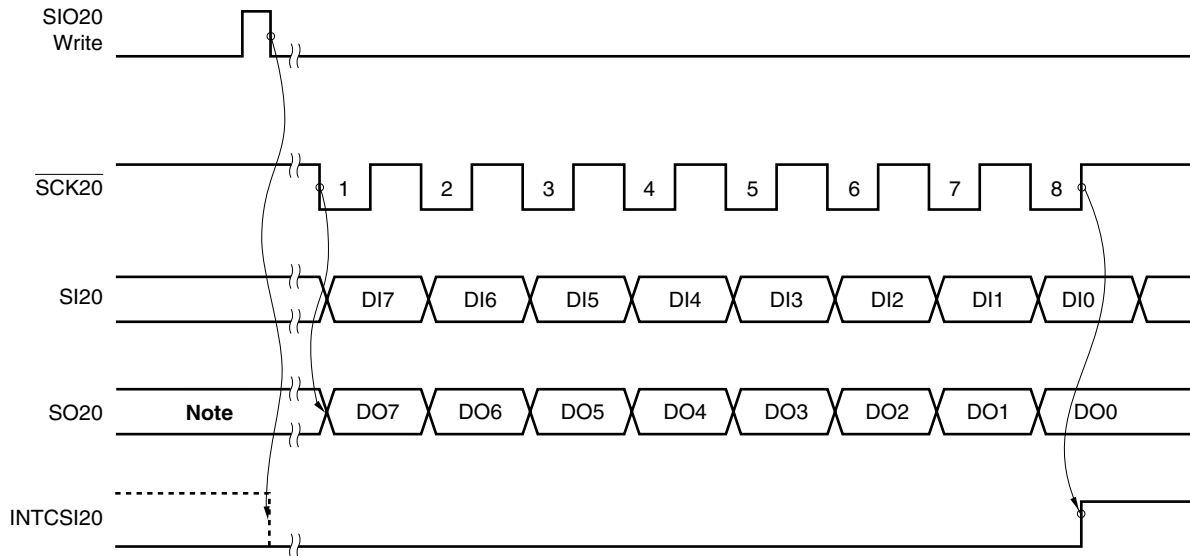 SIO20
Write
SCK20
1 2 3 4 5 6 7 8
SI20
DI7 DI6 DI5 DI4 DI3 DI2 DI1 DI0
SO20
Note
DO7 DO6 DO5 DO4 DO3 DO2 DO1 DO0
INTCSI20